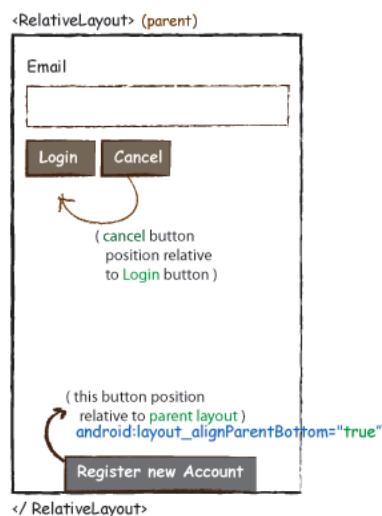 <RelativeLayout> (parent)
Email
Login
Cancel
( cancel button
position relative
to Login button )
( this button position
relative to parent layout )
android:layout_alignParentBottom="true"
Register new Account
</ RelativeLayout>